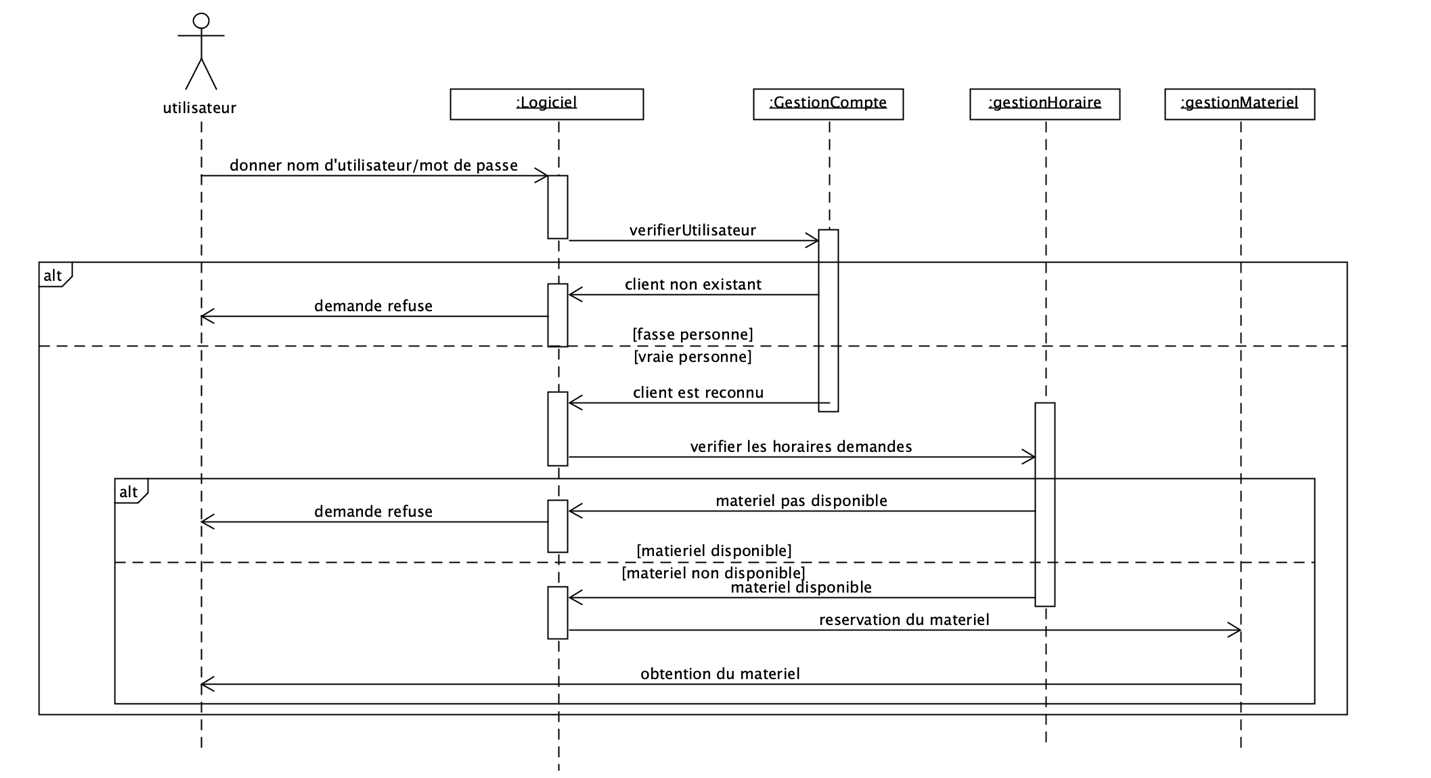 utilisateur
:Logiciel
:GestionCompte
:gestionHoraire
:gestionMateriel
donner nom d'utilisateur/mot de passe
verifierUtilisateur
alt
client non existant
demande refuse
[fasse personne]
[vraie personne]
client est reconnu
verifier les horaires demandes
alt
materiel pas disponible
demande refuse
[matieriel disponible]
[materiel non disponible]
materiel disponible
reservation du materiel
obtention du materiel